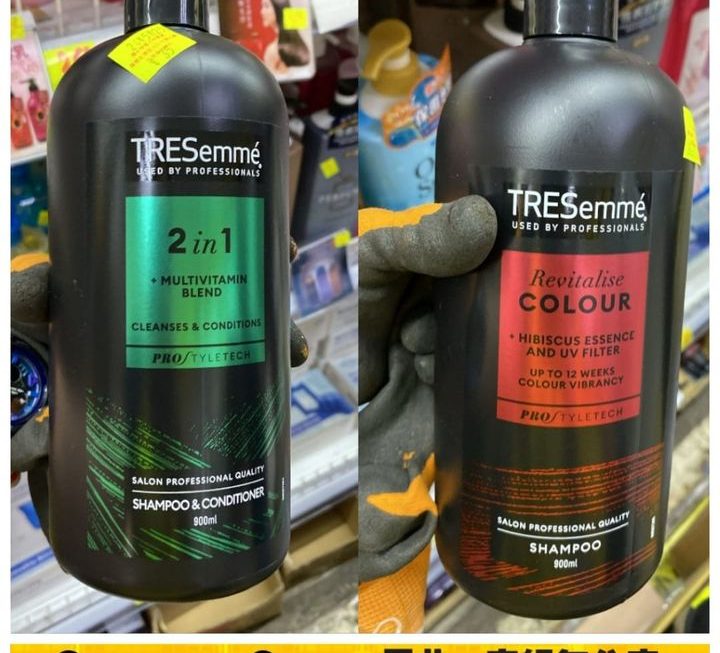 TRESemmé
USED BY PROFESSIONALS
2 in 1
+ MULTIVITAMIN
BLEND
CLEANSES & CONDITIONS
PRO STYLETECH
SALON PROFESSIONAL QUALITY
SHAMPOO & CONDITIONER
900ml
TRESemmé
USED BY PROFESSIONALS
Revitalise
COLOUR
+ HIBISCUS ESSENCE
AND UV FILTER
UP TO 12 WEEKS
COLOUR VIBRANCY
PRO STYLETECH
SALON PROFESSIONAL QUALITY
SHAMPOO
900ml